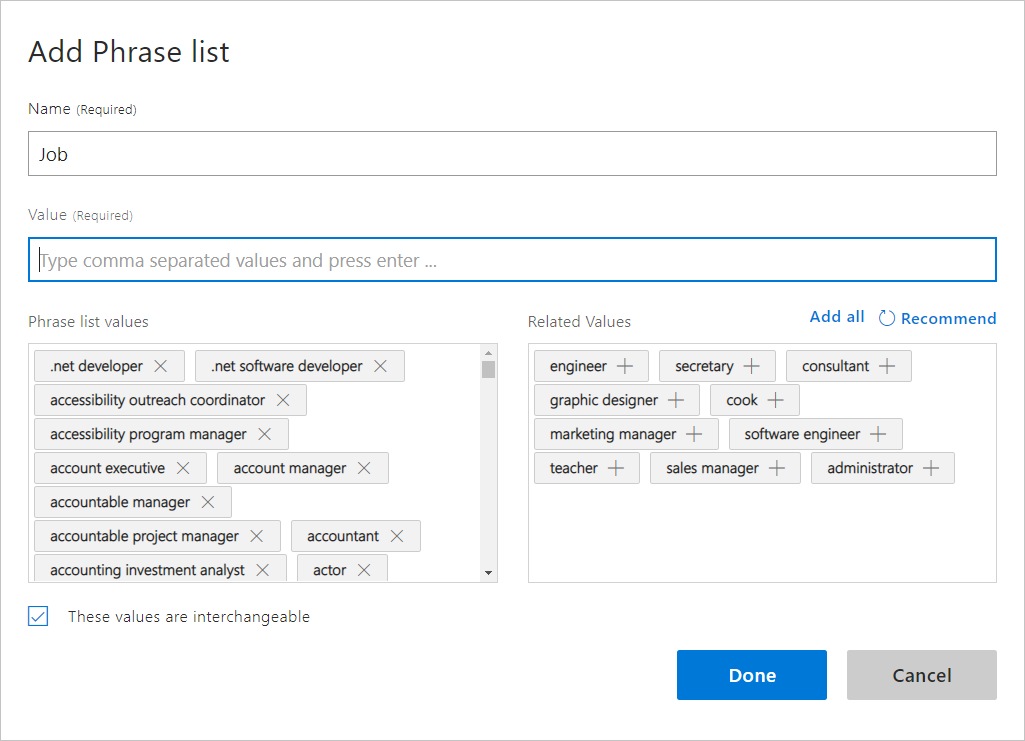 Add Phrase list
Name (Required)
Job
Value (Required)
Type comma separated values and press enter ...
Phrase list values
.net developer .net software developer
accessibility outreach coordinator
accessibility program manager
account executive account manager
accountable manager
accountable project manager accountant
accounting investment analyst actor
Related Values Add all Recommend
engineer secretary consultant
graphic designer cook
marketing manager software engineer
teacher sales manager administrator
These values are interchangeable
Done Cancel